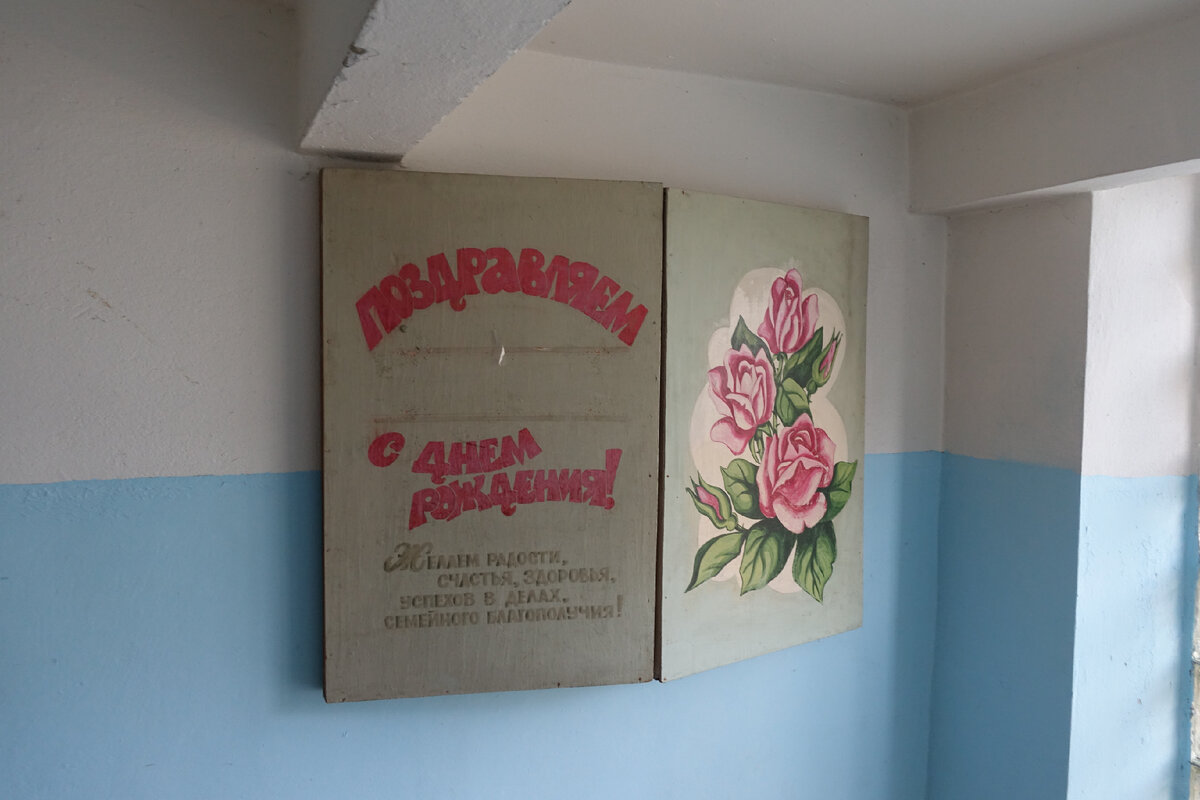 ПОЗДРАВЛЯЕМ
С ДНЕМ
РОЖДЕНИЯ!
ЖЕЛАЕМ РАДОСТИ,
СЧАСТЬЯ, ЗДОРОВЬЯ,
УСПЕХОВ В ДЕЛАХ,
СЕМЕЙНОГО БЛАГОПОЛУЧИЯ!